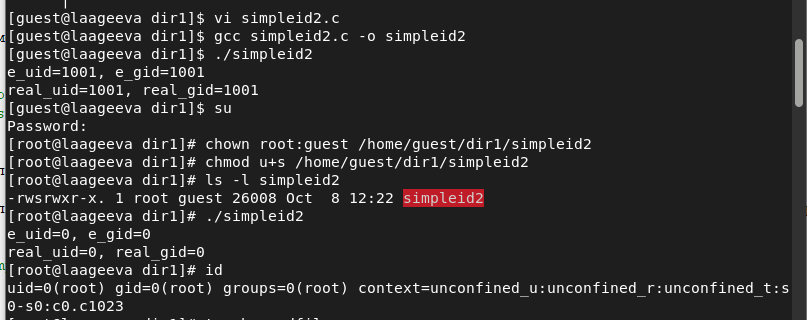 [guest@laageeva dir1]$ vi simpleid2.c
[guest@laageeva dir1]$ gcc simpleid2.c -o simpleid2
[guest@laageeva dir1]$ ./simpleid2
e_uid=1001, e_gid=1001
real_uid=1001, real_gid=1001
[guest@laageeva dir1]$ su
Password:
[root@laageeva dir1]# chown root:guest /home/guest/dir1/simpleid2
[root@laageeva dir1]# chmod u+s /home/guest/dir1/simpleid2
[root@laageeva dir1]# ls -l simpleid2
-rwsrwxr-x. 1 root guest 26008 Oct  8 12:22 simpleid2
[root@laageeva dir1]# ./simpleid2
e_uid=0, e_gid=0
real_uid=0, real_gid=0
[root@laageeva dir1]# id
uid=0(root) gid=0(root) groups=0(root) context=unconfined_u:unconfined_r:unconfined_t:s
0-s0:c0.c1023